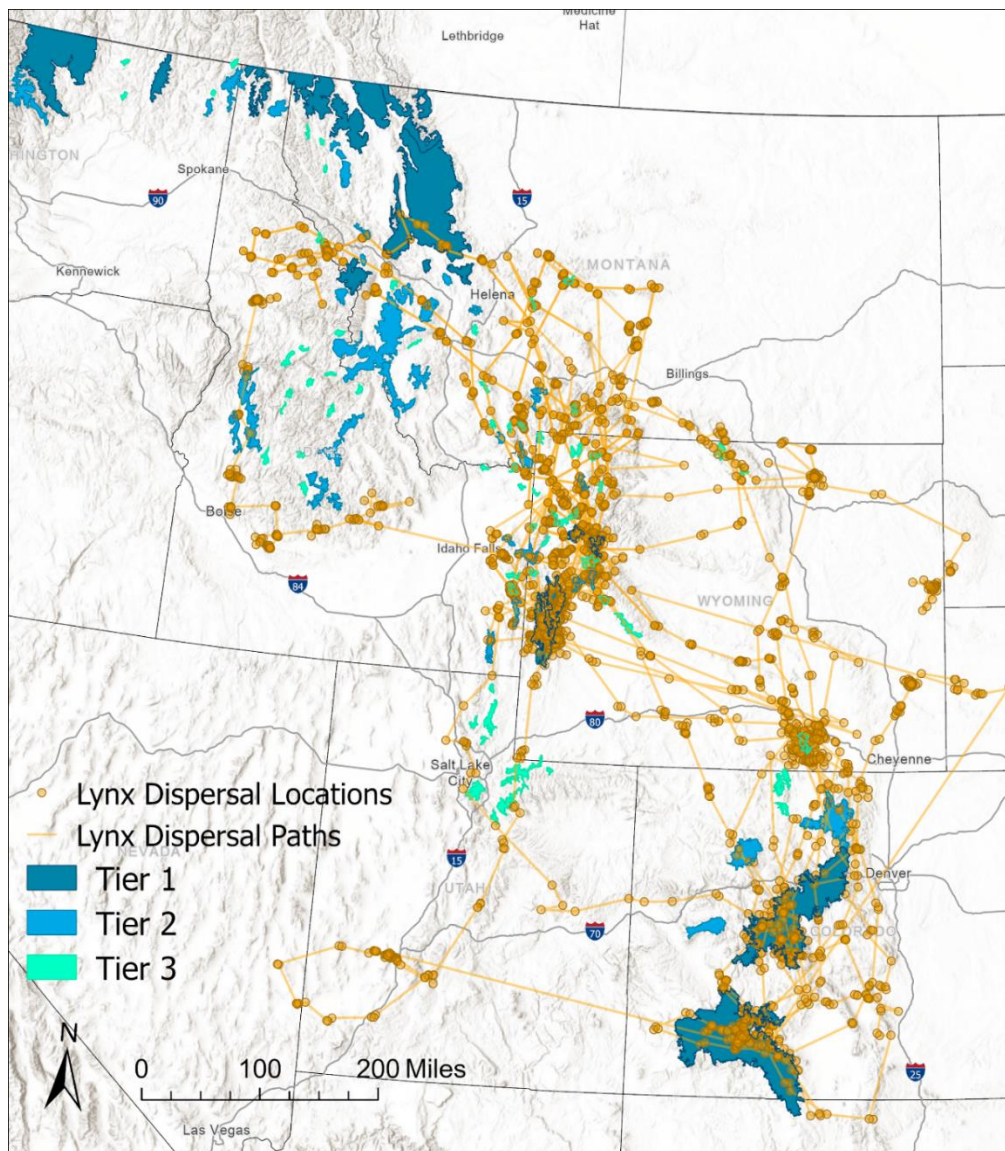 Medicine
Hat
Lethbridge
HINGTON
Spokane
90
15
Kennewick
MONTANA
Helena
Billings
Boise
Idaho Falls
84
WYOMING
80
Cheyenne
Salt Lake
City
Lynx Dispersal Locations
Lynx Dispersal Paths
NEVADA
15
Tier 1
UTAH
Denver
Tier 2
70
COLORADO
Tier 3
N
0 100 200 Miles
25
Las Vegas